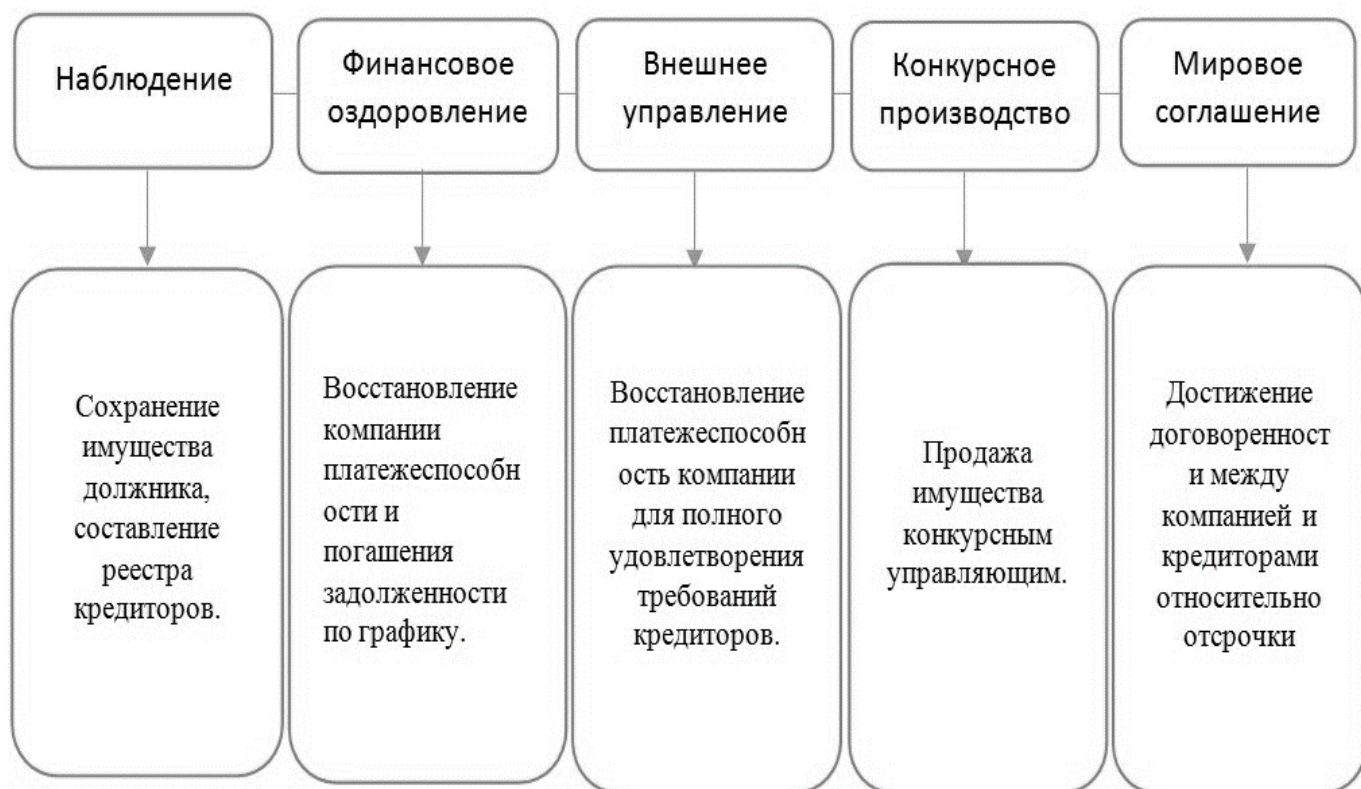 Наблюдение
Финансовое
оздоровление
Внешнее
управление
Конкурсное
производство
Мировое
соглашение
Сохранение
имущества
должника,
составление
реестра
кредиторов.
Восстановление
компании
платежеспособн
ости и
погашения
задолженности
по графику.
Восстановление
платежеспособн
ость компании
для полного
удовлетворения
требований
кредиторов.
Продажа
имущества
конкурсным
управляющим.
Достижение
договоренност
и между
компанией и
кредиторами
относительно
отсрочки